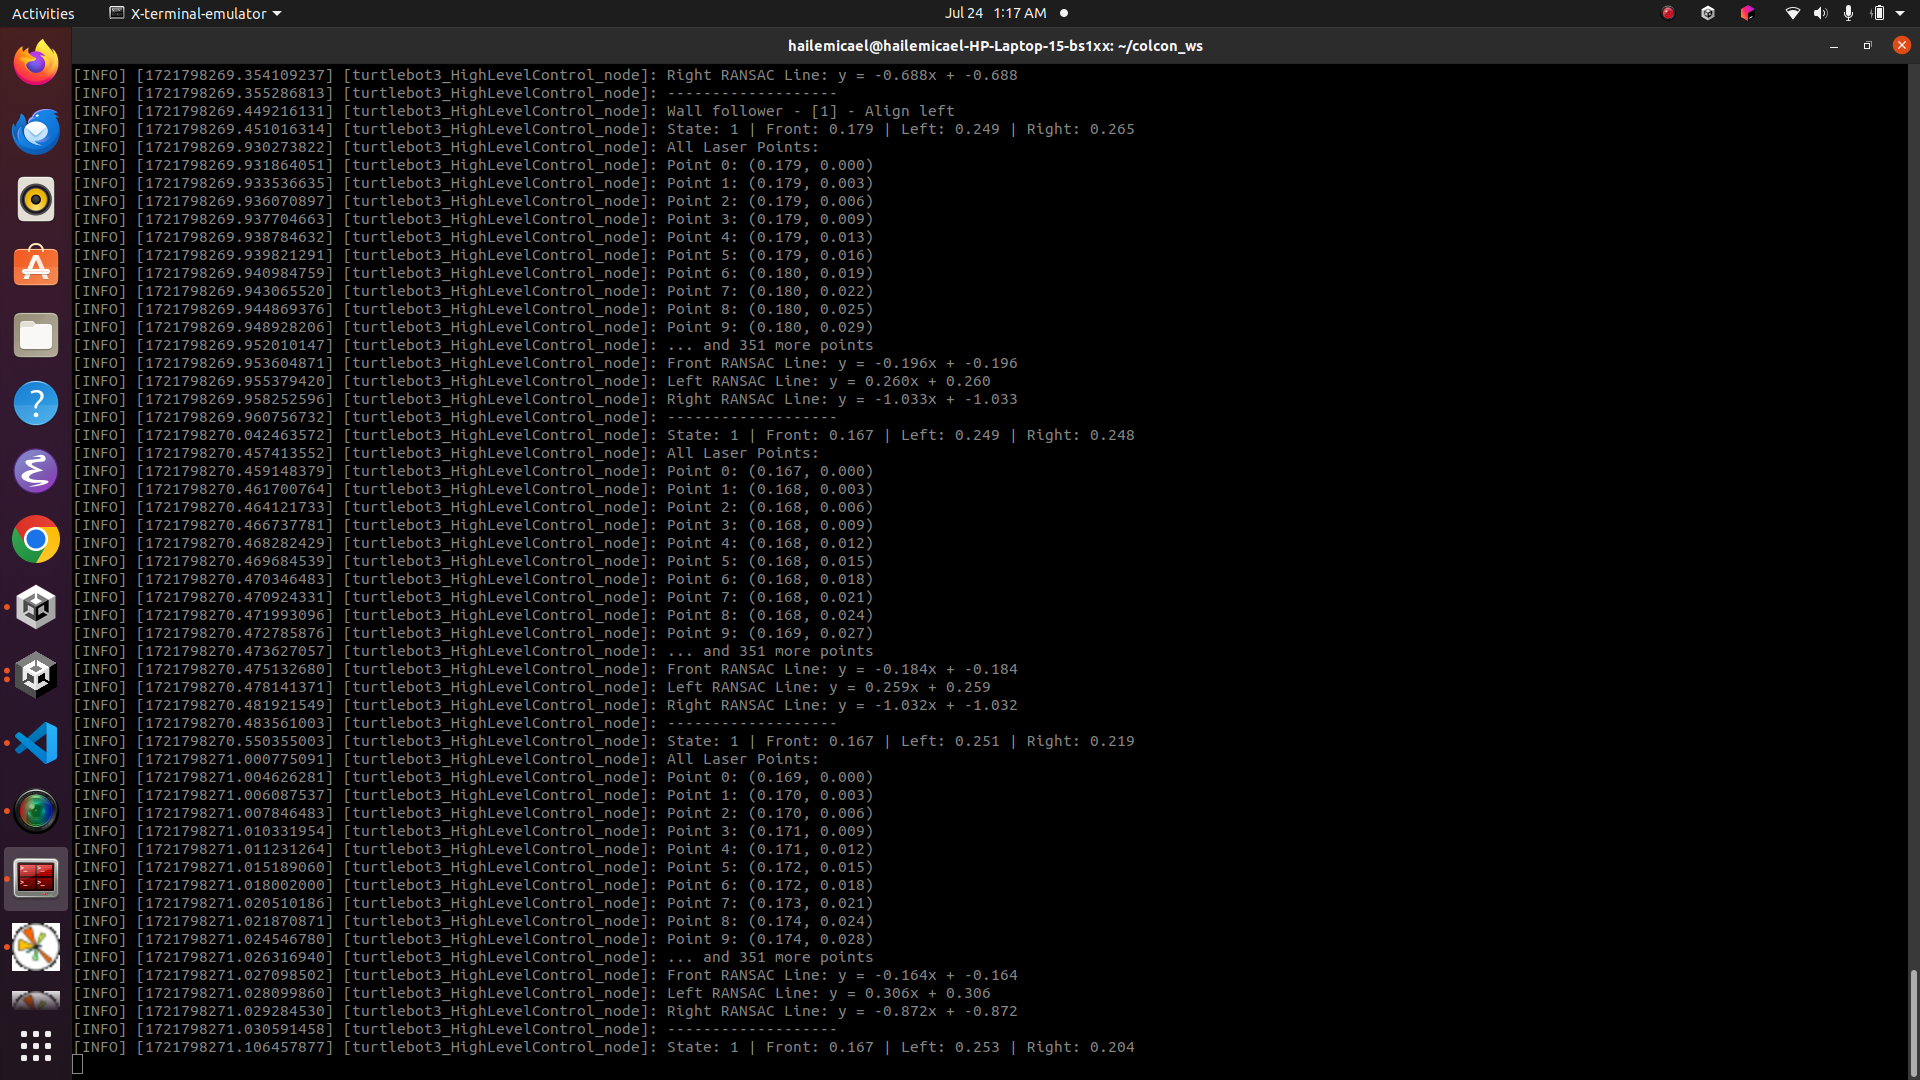 Activities
X-terminal-emulator
Jul 24 1:17 AM
hailemicael@hailemicael-HP-Laptop-15-bs1xx: ~/colcon_ws
[INFO] [1721798269.354109237] [turtlebot3_HighLevelControl_node]: Right RANSAC Line: y = -0.688x + -0.688
[INFO] [1721798269.355286813] [turtlebot3_HighLevelControl_node]: -------------------
[INFO] [1721798269.449216131] [turtlebot3_HighLevelControl_node]: Wall follower - [1] - Align left
[INFO] [1721798269.451016314] [turtlebot3_HighLevelControl_node]: State: 1 | Front: 0.179 | Left: 0.249 | Right: 0.265
[INFO] [1721798269.930273822] [turtlebot3_HighLevelControl_node]: All Laser Points:
[INFO] [1721798269.931864051] [turtlebot3_HighLevelControl_node]: Point 0: (0.179, 0.000)
[INFO] [1721798269.933536635] [turtlebot3_HighLevelControl_node]: Point 1: (0.179, 0.003)
[INFO] [1721798269.936070897] [turtlebot3_HighLevelControl_node]: Point 2: (0.179, 0.006)
[INFO] [1721798269.937704663] [turtlebot3_HighLevelControl_node]: Point 3: (0.179, 0.009)
[INFO] [1721798269.938784632] [turtlebot3_HighLevelControl_node]: Point 4: (0.179, 0.013)
[INFO] [1721798269.939821291] [turtlebot3_HighLevelControl_node]: Point 5: (0.179, 0.016)
[INFO] [1721798269.940984759] [turtlebot3_HighLevelControl_node]: Point 6: (0.180, 0.019)
[INFO] [1721798269.943065520] [turtlebot3_HighLevelControl_node]: Point 7: (0.180, 0.022)
[INFO] [1721798269.944869376] [turtlebot3_HighLevelControl_node]: Point 8: (0.180, 0.025)
[INFO] [1721798269.948928206] [turtlebot3_HighLevelControl_node]: Point 9: (0.180, 0.029)
[INFO] [1721798269.952010147] [turtlebot3_HighLevelControl_node]: ... and 351 more points
[INFO] [1721798269.953604871] [turtlebot3_HighLevelControl_node]: Front RANSAC Line: y = -0.196x + -0.196
[INFO] [1721798269.955379420] [turtlebot3_HighLevelControl_node]: Left RANSAC Line: y = 0.260x + 0.260
[INFO] [1721798269.958252596] [turtlebot3_HighLevelControl_node]: Right RANSAC Line: y = -1.033x + -1.033
[INFO] [1721798269.960756732] [turtlebot3_HighLevelControl_node]: -------------------
[INFO] [1721798270.042463572] [turtlebot3_HighLevelControl_node]: State: 1 | Front: 0.167 | Left: 0.249 | Right: 0.248
[INFO] [1721798270.457413552] [turtlebot3_HighLevelControl_node]: All Laser Points:
[INFO] [1721798270.459148379] [turtlebot3_HighLevelControl_node]: Point 0: (0.167, 0.000)
[INFO] [1721798270.461700764] [turtlebot3_HighLevelControl_node]: Point 1: (0.168, 0.003)
[INFO] [1721798270.464121733] [turtlebot3_HighLevelControl_node]: Point 2: (0.168, 0.006)
[INFO] [1721798270.466737781] [turtlebot3_HighLevelControl_node]: Point 3: (0.168, 0.009)
[INFO] [1721798270.468282429] [turtlebot3_HighLevelControl_node]: Point 4: (0.168, 0.012)
[INFO] [1721798270.469684539] [turtlebot3_HighLevelControl_node]: Point 5: (0.168, 0.015)
[INFO] [1721798270.470346483] [turtlebot3_HighLevelControl_node]: Point 6: (0.168, 0.018)
[INFO] [1721798270.470924331] [turtlebot3_HighLevelControl_node]: Point 7: (0.168, 0.021)
[INFO] [1721798270.471993096] [turtlebot3_HighLevelControl_node]: Point 8: (0.168, 0.024)
[INFO] [1721798270.472785876] [turtlebot3_HighLevelControl_node]: Point 9: (0.169, 0.027)
[INFO] [1721798270.473627057] [turtlebot3_HighLevelControl_node]: ... and 351 more points
[INFO] [1721798270.475132680] [turtlebot3_HighLevelControl_node]: Front RANSAC Line: y = -0.184x + -0.184
[INFO] [1721798270.478141371] [turtlebot3_HighLevelControl_node]: Left RANSAC Line: y = 0.259x + 0.259
[INFO] [1721798270.481921549] [turtlebot3_HighLevelControl_node]: Right RANSAC Line: y = -1.032x + -1.032
[INFO] [1721798270.483561003] [turtlebot3_HighLevelControl_node]: -------------------
[INFO] [1721798270.550355003] [turtlebot3_HighLevelControl_node]: State: 1 | Front: 0.167 | Left: 0.251 | Right: 0.219
[INFO] [1721798271.000775091] [turtlebot3_HighLevelControl_node]: All Laser Points:
[INFO] [1721798271.004626281] [turtlebot3_HighLevelControl_node]: Point 0: (0.169, 0.000)
[INFO] [1721798271.006087537] [turtlebot3_HighLevelControl_node]: Point 1: (0.170, 0.003)
[INFO] [1721798271.007846483] [turtlebot3_HighLevelControl_node]: Point 2: (0.170, 0.006)
[INFO] [1721798271.010331954] [turtlebot3_HighLevelControl_node]: Point 3: (0.171, 0.009)
[INFO] [1721798271.011231264] [turtlebot3_HighLevelControl_node]: Point 4: (0.171, 0.012)
[INFO] [1721798271.015189060] [turtlebot3_HighLevelControl_node]: Point 5: (0.172, 0.015)
[INFO] [1721798271.018002000] [turtlebot3_HighLevelControl_node]: Point 6: (0.172, 0.018)
[INFO] [1721798271.020510186] [turtlebot3_HighLevelControl_node]: Point 7: (0.173, 0.021)
[INFO] [1721798271.021870871] [turtlebot3_HighLevelControl_node]: Point 8: (0.174, 0.024)
[INFO] [1721798271.024546780] [turtlebot3_HighLevelControl_node]: Point 9: (0.174, 0.028)
[INFO] [1721798271.026316940] [turtlebot3_HighLevelControl_node]: ... and 351 more points
[INFO] [1721798271.027098502] [turtlebot3_HighLevelControl_node]: Front RANSAC Line: y = -0.164x + -0.164
[INFO] [1721798271.028099860] [turtlebot3_HighLevelControl_node]: Left RANSAC Line: y = 0.306x + 0.306
[INFO] [1721798271.029284530] [turtlebot3_HighLevelControl_node]: Right RANSAC Line: y = -0.872x + -0.872
[INFO] [1721798271.030591458] [turtlebot3_HighLevelControl_node]: -------------------
[INFO] [1721798271.106457877] [turtlebot3_HighLevelControl_node]: State: 1 | Front: 0.167 | Left: 0.253 | Right: 0.204